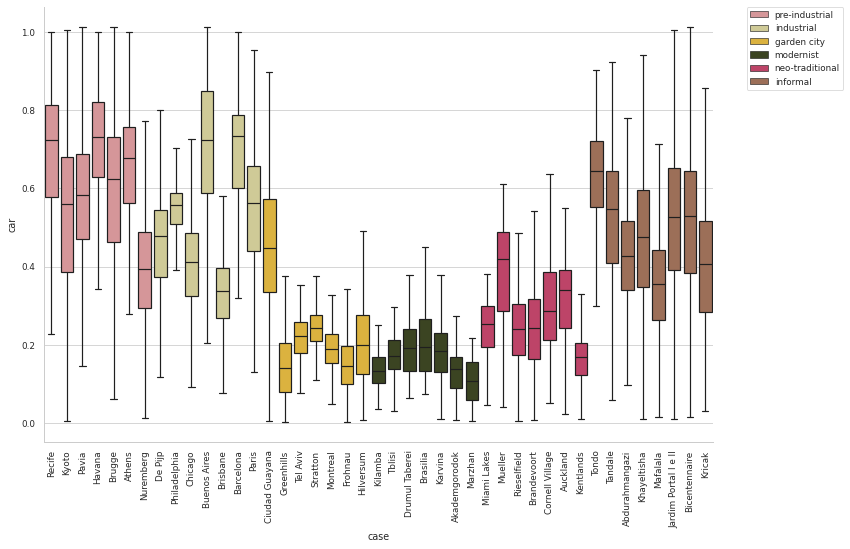 pre-industrial
industrial
garden city
modernist
neo-traditional
informal
car
1.0
0.8
0.6
0.4
0.2
0.0
Recife
Kyoto
Pavia
Havana
Brugge
Athens
Nuremberg
De Pijp
Philadelphia
Chicago
Buenos Aires
Brisbane
Barcelona
Paris
Ciudad Guayana
Greenhills
Tel Aviv
Stratton
Montreal
Frohnau
Hilversum
Kilamba
Tblisi
Drumul Taberei
Brasilia
Karvina
Akademgorodok
Marzhan
Miami Lakes
Mueller
Rieselfield
Brandevoort
Cornell Village
Auckland
Kentlands
Tondo
Tandale
Abdurahmangazi
Khayelitsha
Mafalala
Jardim Portal I e II
Bicentennaire
Kricak
case